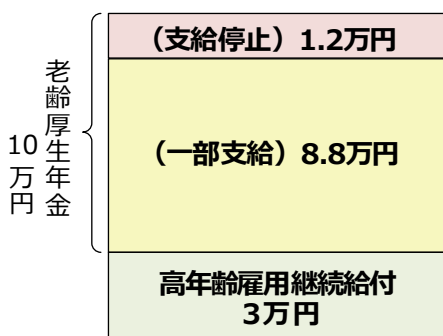 （支給停止）1.2万円
老齢厚生年金
10万円
（一部支給）8.8万円
高年齢雇用継続給付
3万円